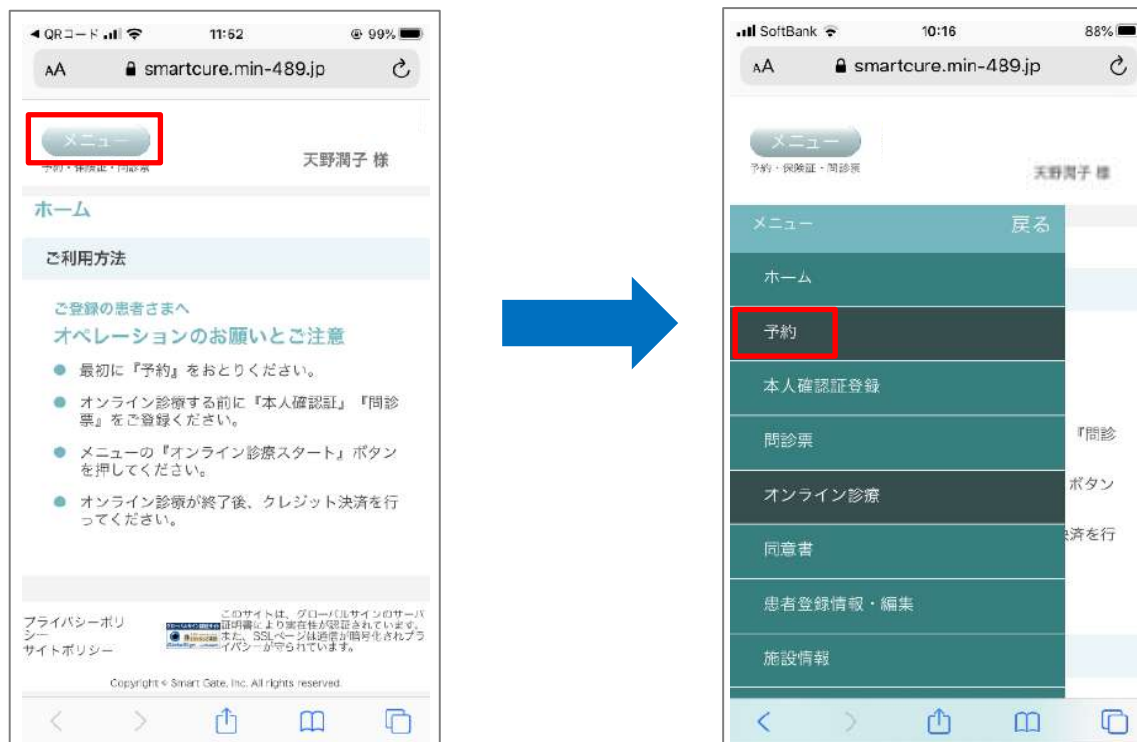 QRコード 11:52 99%
AA smartcure.min-489.jp
メニュー
予約・保険証・問診票
天野潤子 様
ホーム
ご利用方法
ご登録の患者さまへ
オペレーションのお願いとご注意
最初に『予約』をおとりください。
オンライン診療する前に『本人確認証』『問診
票』をご登録ください。
メニューの『オンライン診療スタート』ボタン
を押してください。
オンライン診療が終了後、クレジット決済を行
ってください。
プライバシーポリ
シー
サイトポリシー
このサイトは、グローバルサインのサーバ
証明書により実在性が認証されています。
また、SSLページは通信が暗号化されプラ
イバシーが守られています。
Copyright © Smart Gate, Inc. All rights reserved.
SoftBank 10:16 88%
AA smartcure.min-489.jp
メニュー
予約・保険証・問診票
天野潤子 様
メニュー 戻る
ホーム
予約
本人確認証登録
問診票
『問診
オンライン診療
ボタン
同意書
決済を行
患者登録情報・編集
施設情報